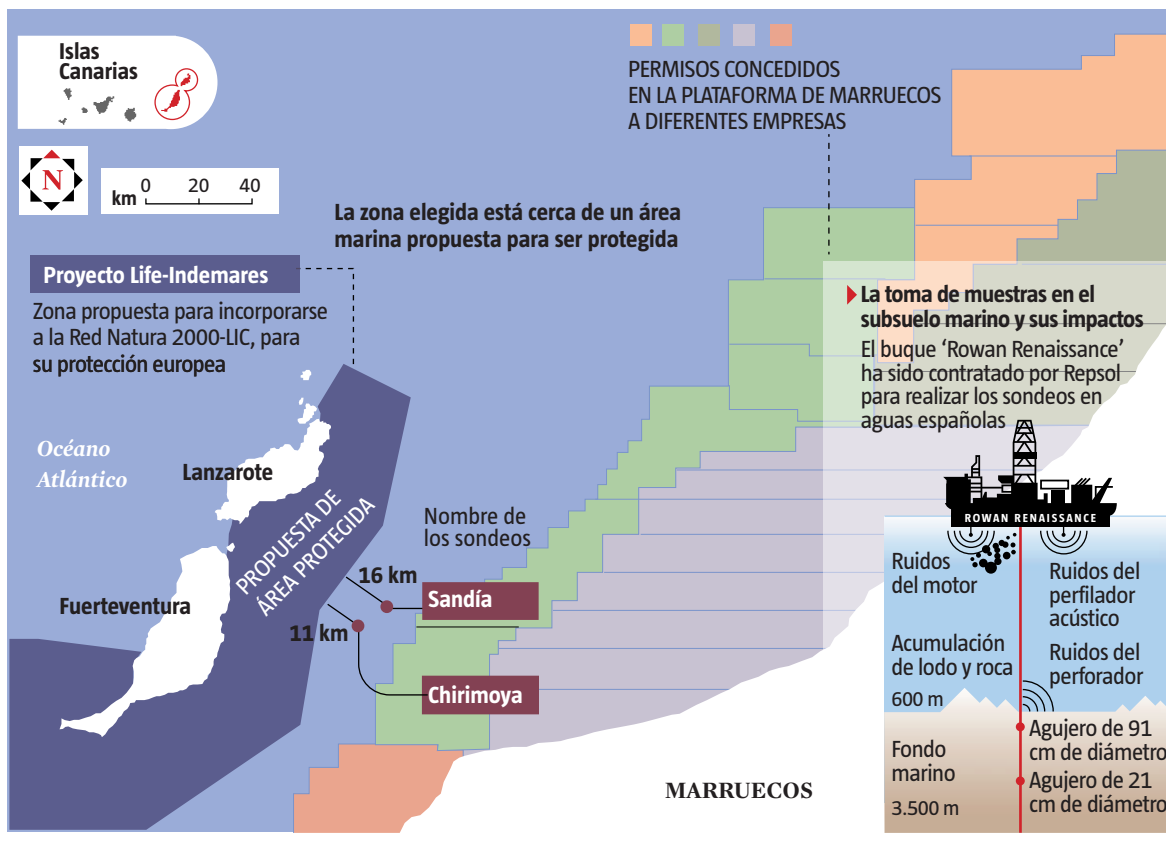 Islas
Canarias
N
km 0 20 40
PERMISOS CONCEDIDOS
EN LA PLATAFORMA DE MARRUECOS
A DIFERENTES EMPRESAS
La zona elegida está cerca de un área
marina propuesta para ser protegida
Proyecto Life-Indemares
Zona propuesta para incorporarse
a la Red Natura 2000-LIC, para
su protección europea
Océano
Atlántico
Lanzarote
Fuerteventura
PROPUESTA DE
ÁREA PROTEGIDA
Nombre de
los sondeos
16 km
Sandía
11 km
Chirimoya
MARRUECOS
La toma de muestras en el
subsuelo marino y sus impactos
El buque ‘Rowan Renaissance’
ha sido contratado por Repsol
para realizar los sondeos en
aguas españolas
ROWAN RENAISSANCE
Ruidos
del motor
Ruidos del
perfilador
acústico
Acumulación
de lodo y roca
600 m
Ruidos del
perforador
Fondo
marino
3.500 m
Agujero de 91
cm de diámetro
Agujero de 21
cm de diámetro